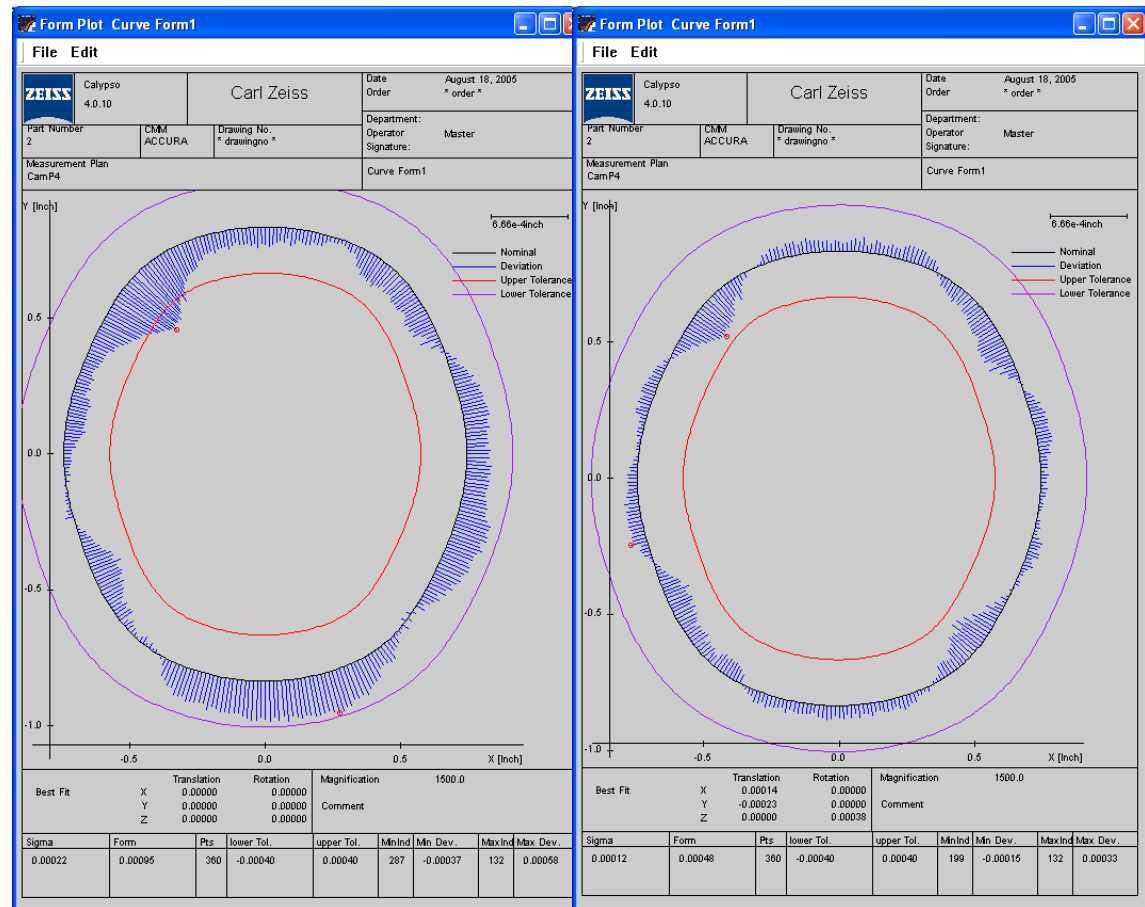 Form Plot Curve Form1
File Edit
ZEISS
Calypso
4.0.10
Carl Zeiss
Date August 18, 2005
Order * order *
Part Number
2
CMM
ACCURA
Drawing No.
* drawingno *
Department:
Operator Master
Signature:
Measurement Plan
CamP4
Curve Form1
Y [Inch]
6.66e-4inch
Nominal
Deviation
Upper Tolerance
Lower Tolerance
0.5
0.0
-0.5
-1.0
-0.5 0.0 0.5 X [Inch]
Translation Rotation
Best Fit X 0.00000 0.00000
Y 0.00000 0.00000
Z 0.00000 0.00000
Magnification 1500.0
Comment
Sigma Form Pts lower Tol. upper Tol. MinInd Min Dev. MaxInd Max Dev.
0.00022 0.00095 360 -0.00040 0.00040 287 -0.00037 132 0.00058
Form Plot Curve Form1
File Edit
ZEISS
Calypso
4.0.10
Carl Zeiss
Date August 18, 2005
Order * order *
Part Number
2
CMM
ACCURA
Drawing No.
* drawingno *
Department:
Operator Master
Signature:
Measurement Plan
CamP4
Curve Form1
Y [Inch]
6.66e-4inch
Nominal
Deviation
Upper Tolerance
Lower Tolerance
0.5
0.0
-0.5
-1.0
-0.5 0.0 0.5 X [Inch]
Translation Rotation
Best Fit X 0.00014 0.00000
Y -0.00023 0.00000
Z 0.00000 0.00038
Magnification 1500.0
Comment
Sigma Form Pts lower Tol. upper Tol. MinInd Min Dev. MaxInd Max Dev.
0.00012 0.00048 360 -0.00040 0.00040 199 -0.00015 132 0.00033